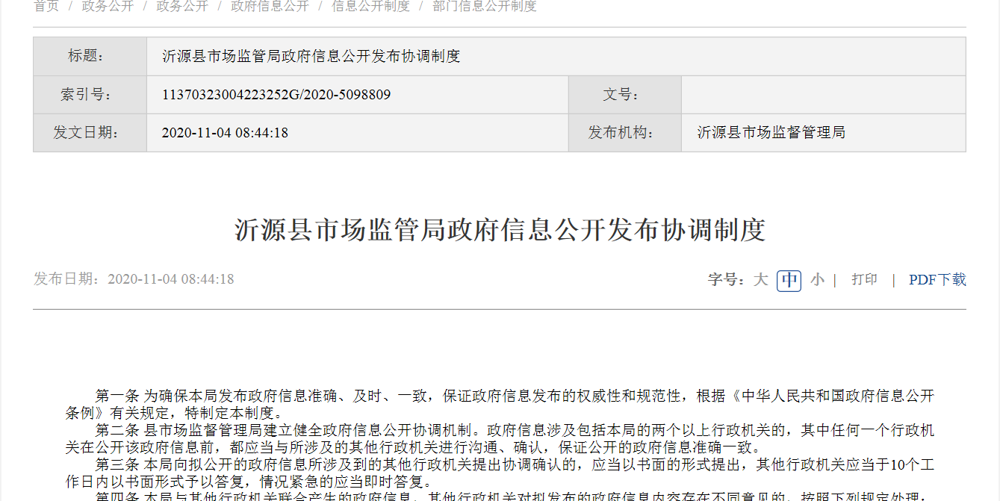 首页 / 政务公开 / 政务公开 / 政府信息公开 / 信息公开制度 / 部门信息公开制度
标题： 沂源县市场监管局政府信息公开发布协调制度
索引号： 11370323004223252G/2020-5098809 文号：
发文日期： 2020-11-04 08:44:18 发布机构： 沂源县市场监督管理局
沂源县市场监管局政府信息公开发布协调制度
发布日期：2020-11-04 08:44:18 字号：大 中 小 | 打印 | PDF下载
第一条 为确保本局发布政府信息准确、及时、一致，保证政府信息发布的权威性和规范性，根据《中华人民共和国政府信息公开
条例》有关规定，特制定本制度。
第二条 县市场监督管理局建立健全政府信息公开协调机制。政府信息涉及包括本局的两个以上行政机关的，其中任何一个行政机
关在公开该政府信息前，都应当与所涉及的其他行政机关进行沟通、确认，保证公开的政府信息准确一致。
第三条 本局向拟公开的政府信息所涉及到的其他行政机关提出协调确认的，应当以书面的形式提出，其他行政机关应当于10个工
作日内以书面形式予以答复，情况紧急的应当即时答复。
第四条 本局与其他行政机关联合产生的政府信息，其他行政机关对拟发布的政府信息内容存在不同意见的，按照下列规定处理：